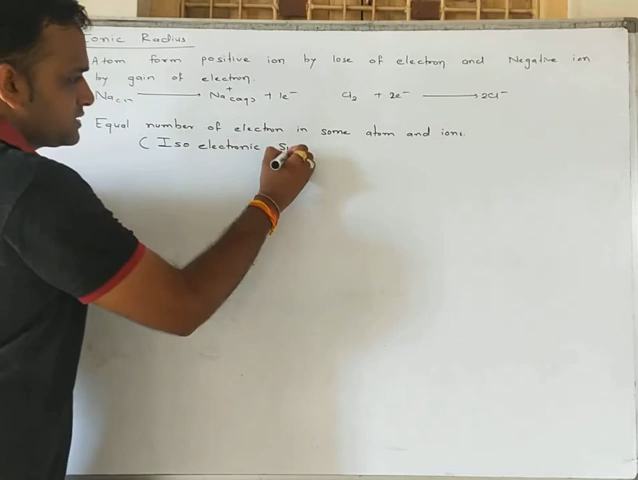 Ionic Radius
Atom form positive ion by lose of electron and Negative ion
by gain of electron.
Na(s) ⟶ Na⁺(aq) + 1e⁻ Cl₂ + 2e⁻ ⟶ 2Cl⁻
Equal number of electron in some atom and ions.
( Iso electronic S